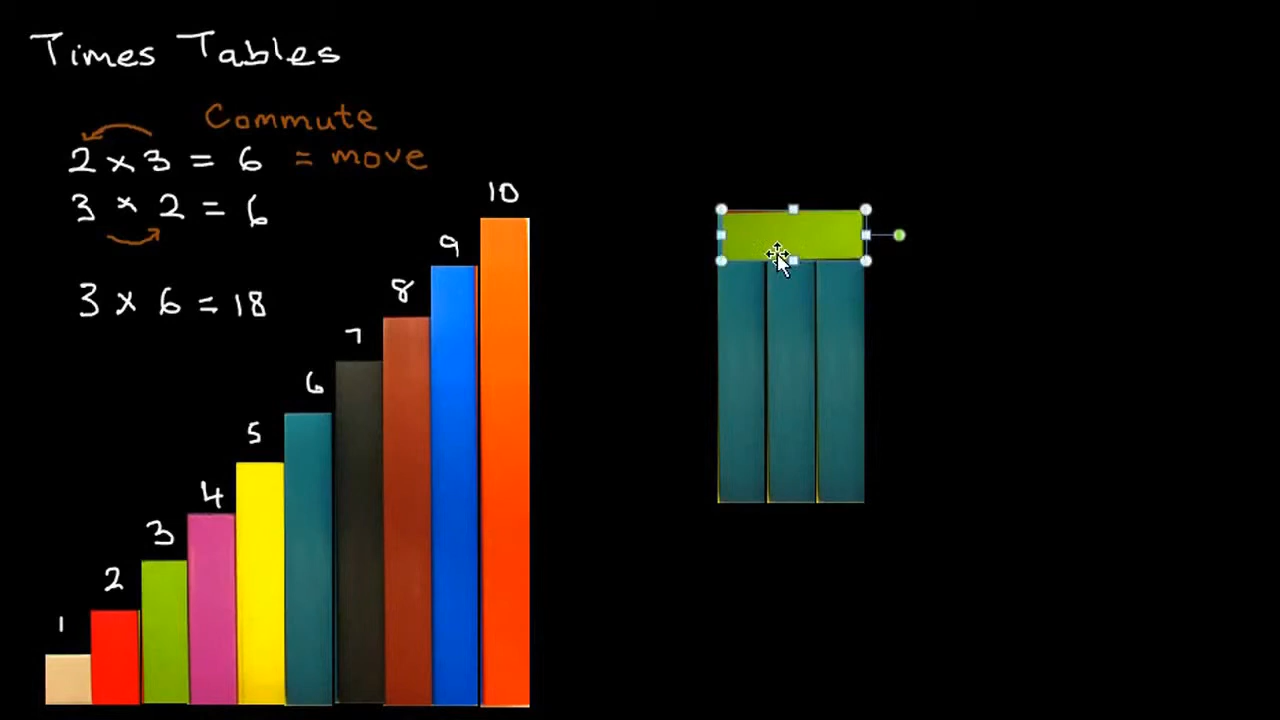 Times Tables
Commute
2 × 3 = 6 = move
3 × 2 = 6
3 × 6 = 18
1
2
3
4
5
6
7
8
9
10